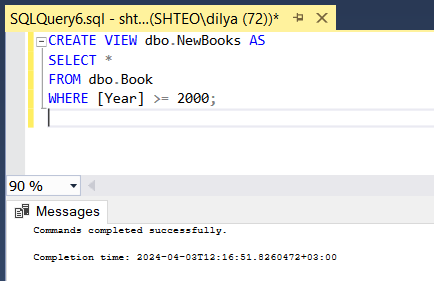 SQLQuery6.sql - sht...(SHTEO\dilya (72))*
CREATE VIEW dbo.NewBooks AS
SELECT *
FROM dbo.Book
WHERE [Year] >= 2000;
90 %
Messages
Commands completed successfully.
Completion time: 2024-04-03T12:16:51.8260472+03:00